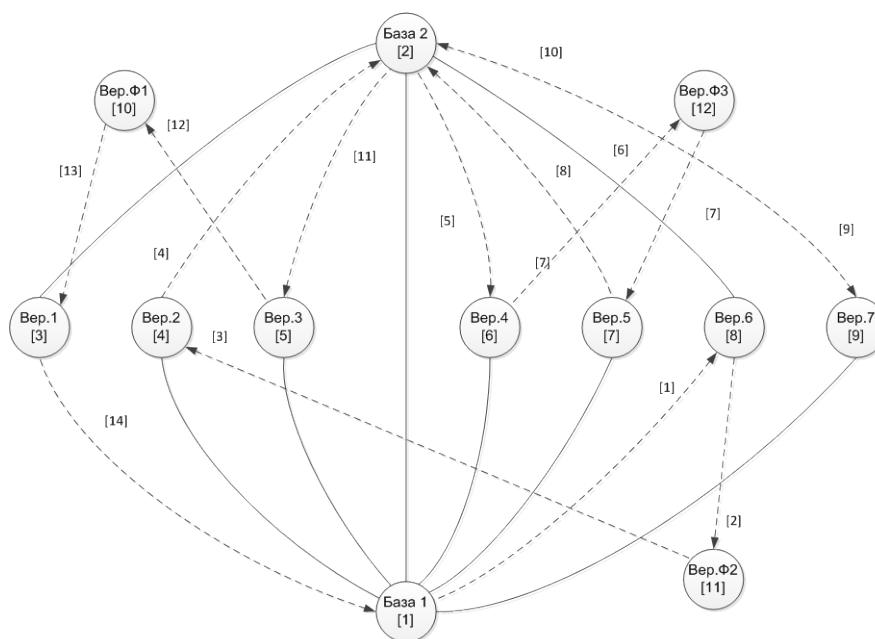 База 2
[2]
[10]
Вер.Ф1
[10]
Вер.Ф3
[12]
[12]
[6]
[11]
[8]
[13]
[5]
[7]
[9]
[4]
[7]
Вер.1
[3]
Вер.2
[4]
Вер.3
[5]
[3]
Вер.4
[6]
Вер.5
[7]
Вер.6
[8]
Вер.7
[9]
[1]
[14]
[2]
Вер.Ф2
[11]
База 1
[1]